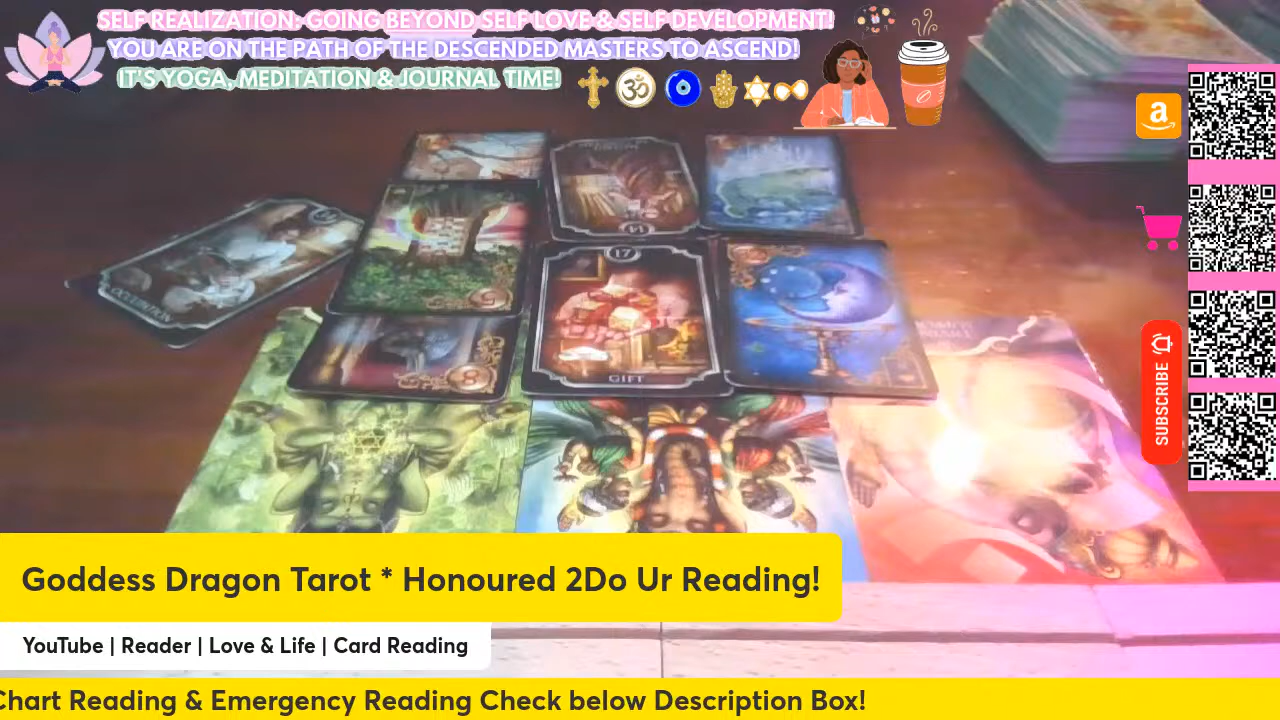 SELF REALIZATION: GOING BEYOND SELF LOVE & SELF DEVELOPMENT!
YOU ARE ON THE PATH OF THE DESCENDED MASTERS TO ASCEND!
IT'S YOGA, MEDITATION & JOURNAL TIME!
ॐ
a
SUBSCRIBE
17
GIFT
8
Goddess Dragon Tarot * Honoured 2Do Ur Reading!
YouTube | Reader | Love & Life | Card Reading
Chart Reading & Emergency Reading Check below Description Box!